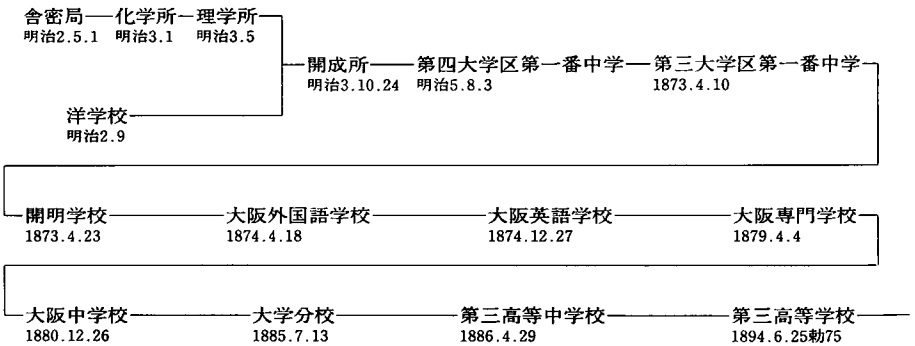 舎密局 化学所 理学所
明治2.5.1 明治3.1 明治3.5
開成所 第四大学区第一番中学 第三大学区第一番中学
明治3.10.24 明治5.8.3 1873.4.10
洋学校
明治2.9
開明学校 大阪外国語学校 大阪英語学校 大阪専門学校
1873.4.23 1874.4.18 1874.12.27 1879.4.4
大阪中学校 大学分校 第三高等中学校 第三高等学校
1880.12.26 1885.7.13 1886.4.29 1894.6.25勅75